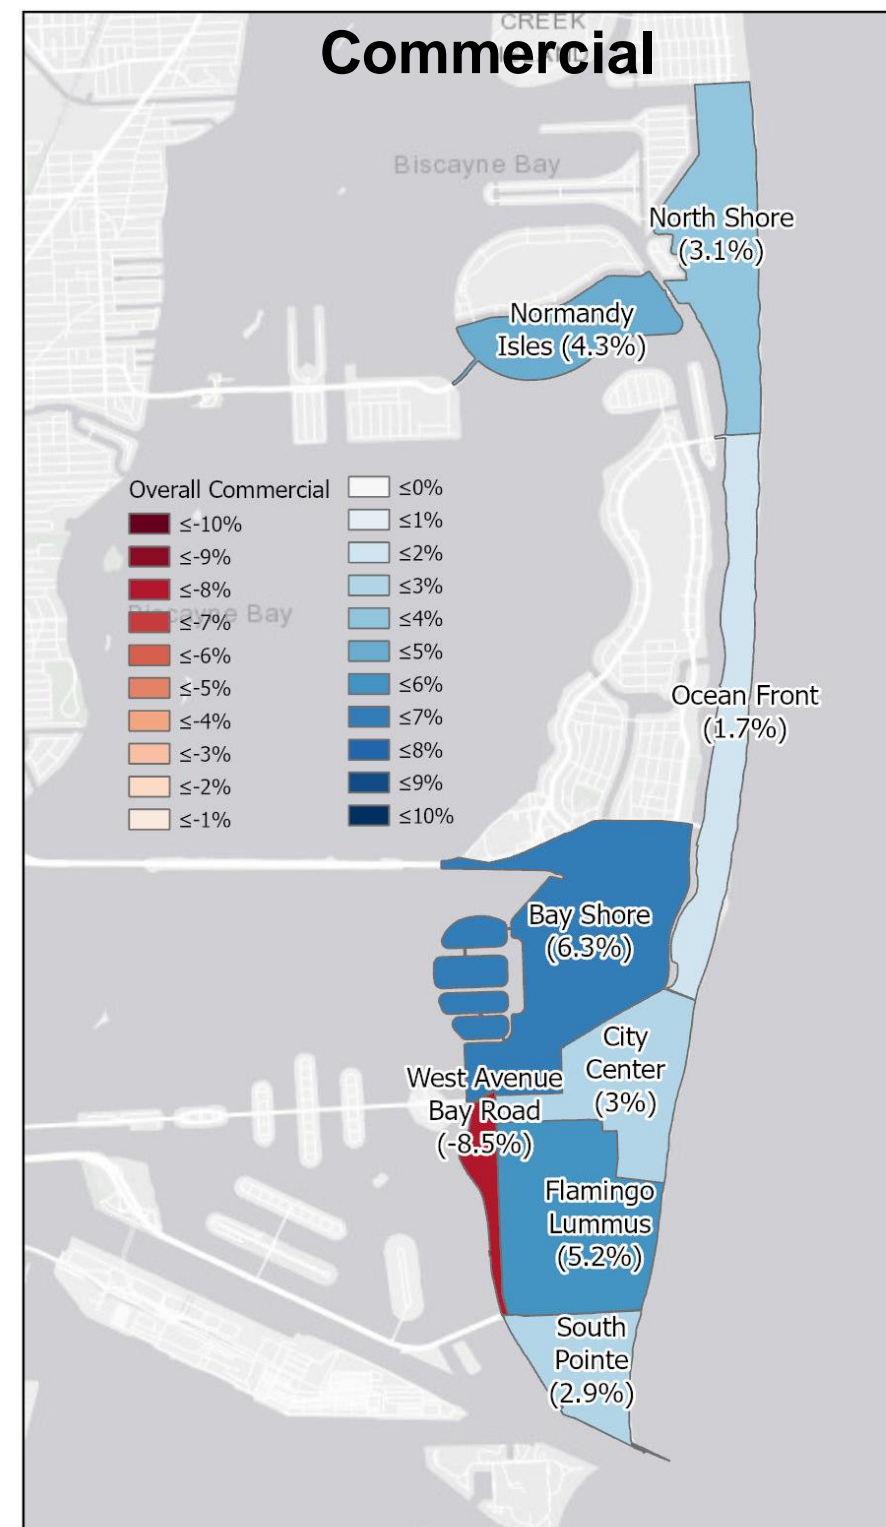 CREEK
ISLAND
Commercial
Biscayne Bay
North Shore
(3.1%)
Normandy
Isles (4.3%)
Overall Commercial
≤-10%
≤-9%
≤-8%
≤-7%
≤-6%
≤-5%
≤-4%
≤-3%
≤-2%
≤-1%
≤0%
≤1%
≤2%
≤3%
≤4%
≤5%
≤6%
≤7%
≤8%
≤9%
≤10%
Biscayne Bay
Ocean Front
(1.7%)
Bay Shore
(6.3%)
City
Center
(3%)
West Avenue
Bay Road
(-8.5%)
Flamingo
Lummus
(5.2%)
South
Pointe
(2.9%)